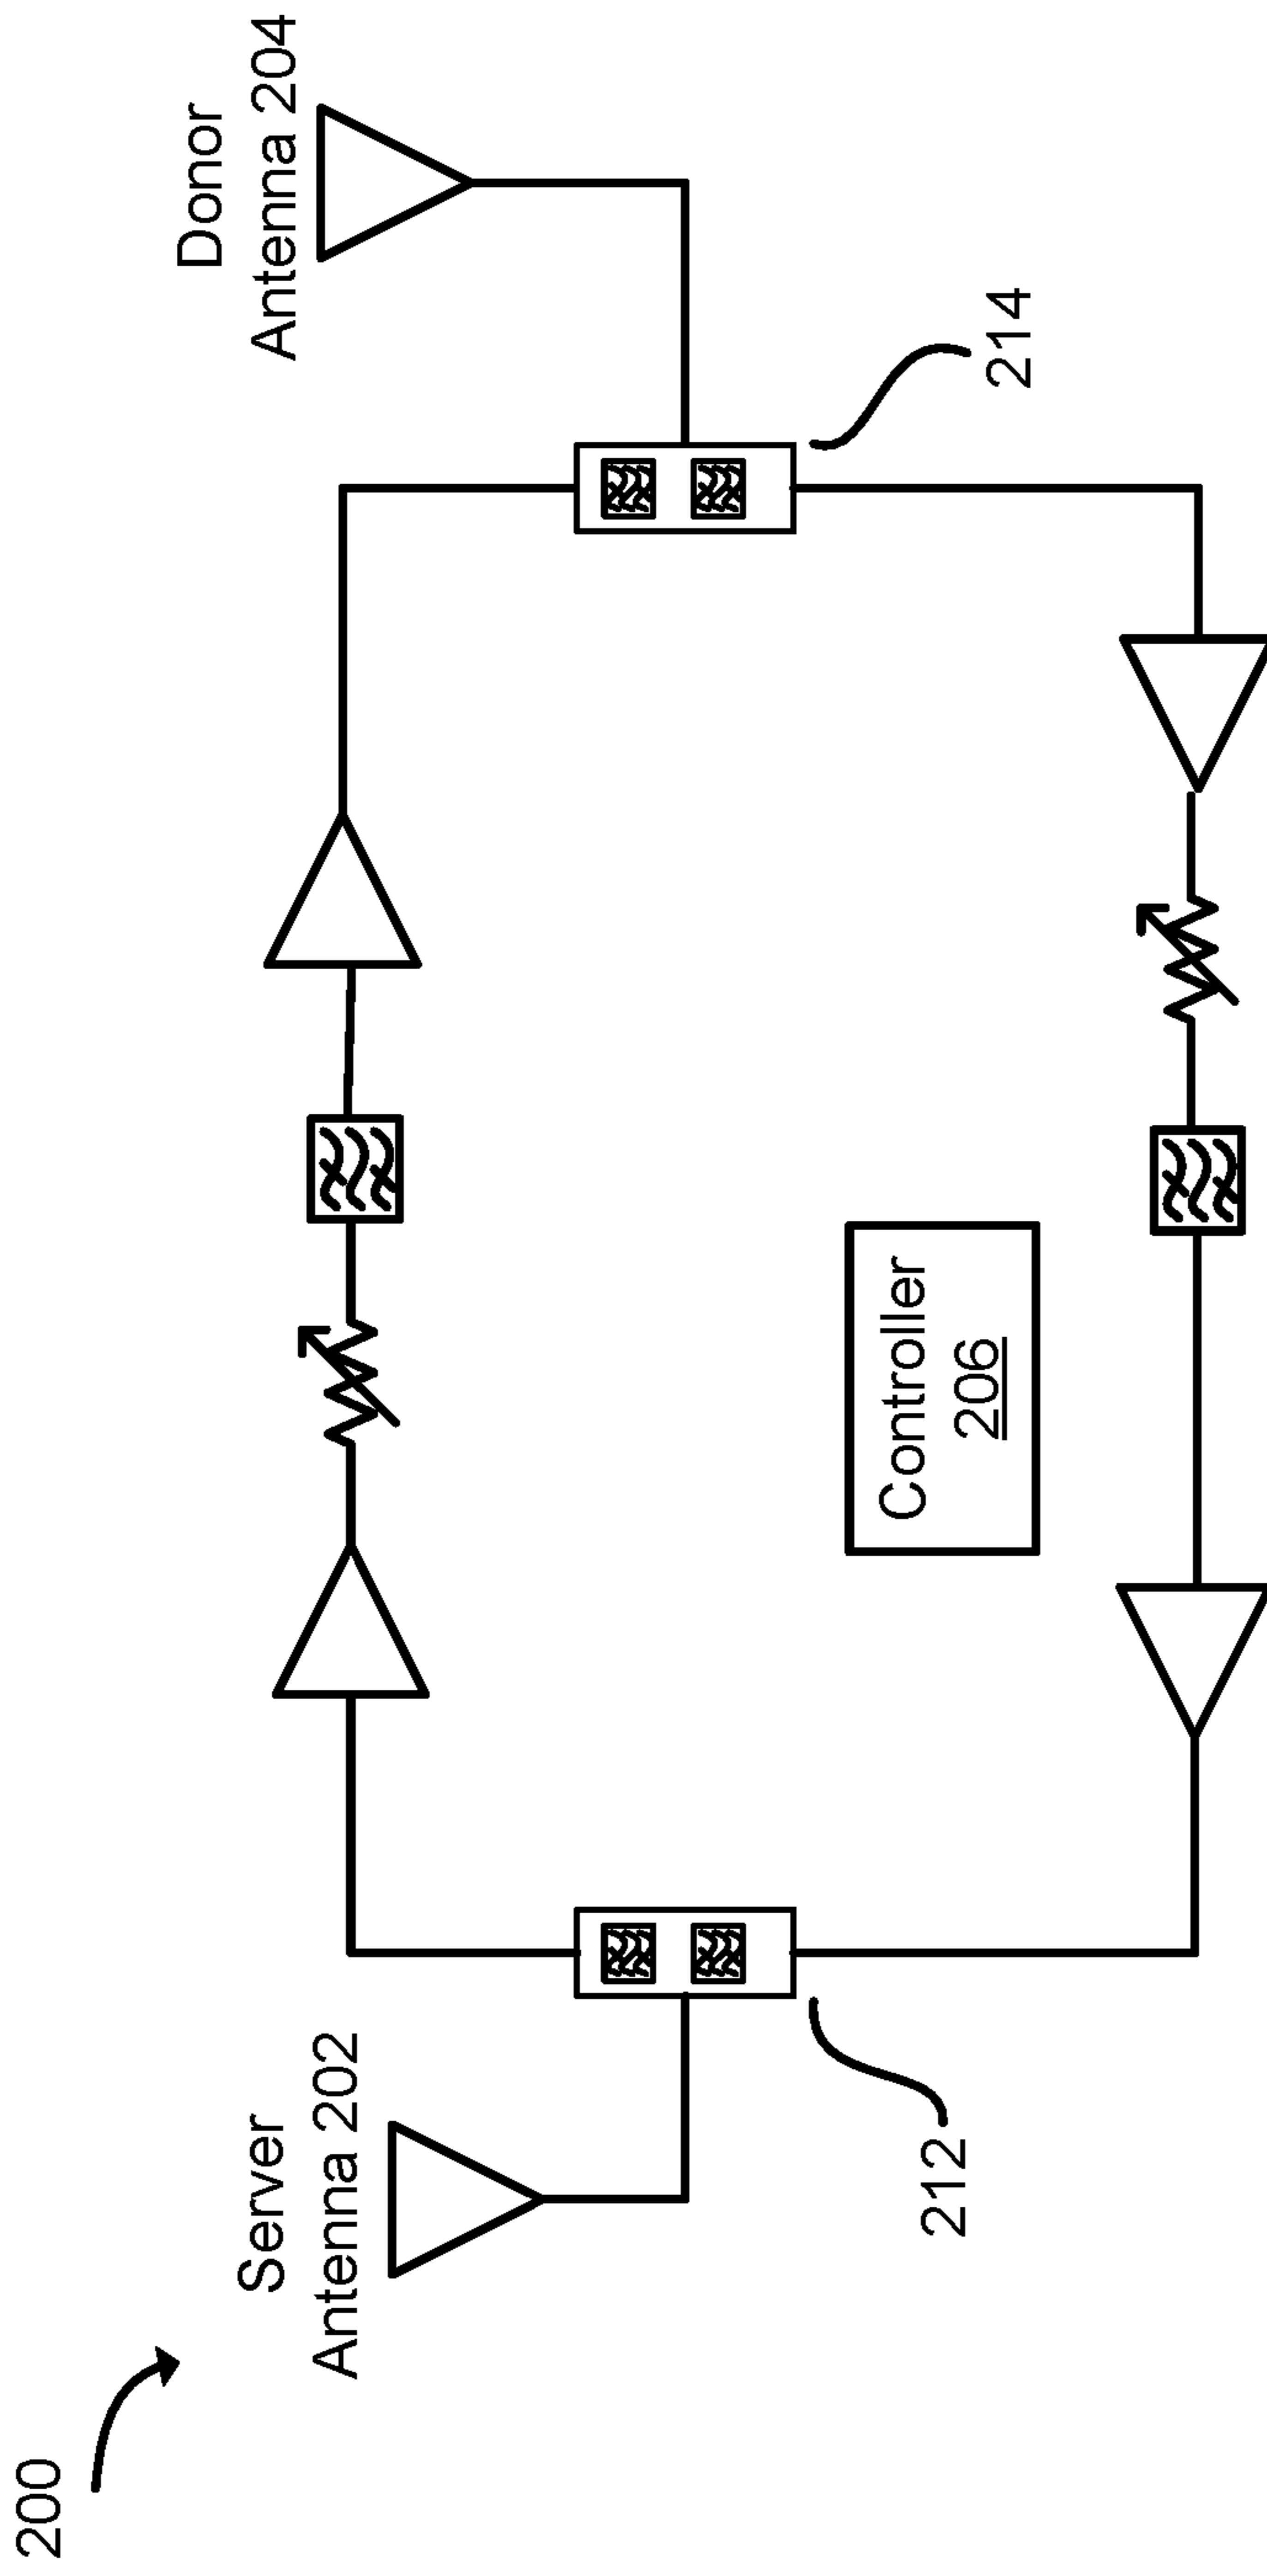 200
Server
Antenna 202
Donor
Antenna 204
212
Controller
206
214